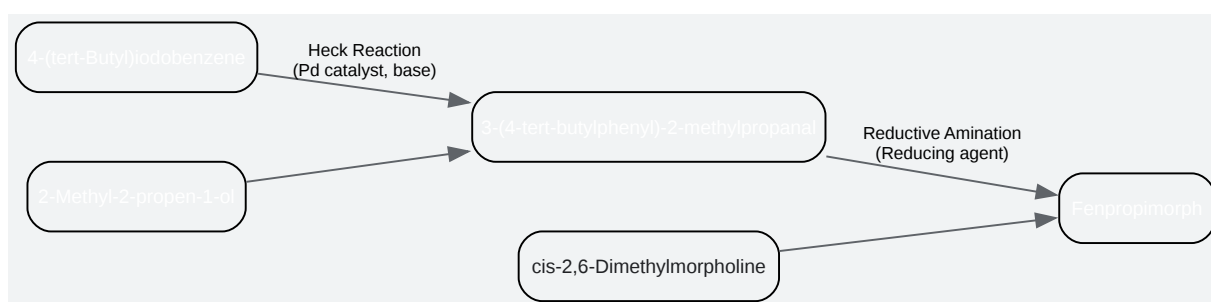 4-(tert-Butyl)iodobenzene
Heck Reaction
(Pd catalyst, base)
2-Methyl-2-propen-1-ol
3-(4-tert-butylphenyl)-2-methylpropanal
Reductive Amination
(Reducing agent)
cis-2,6-Dimethylmorpholine
Fenpropimorph